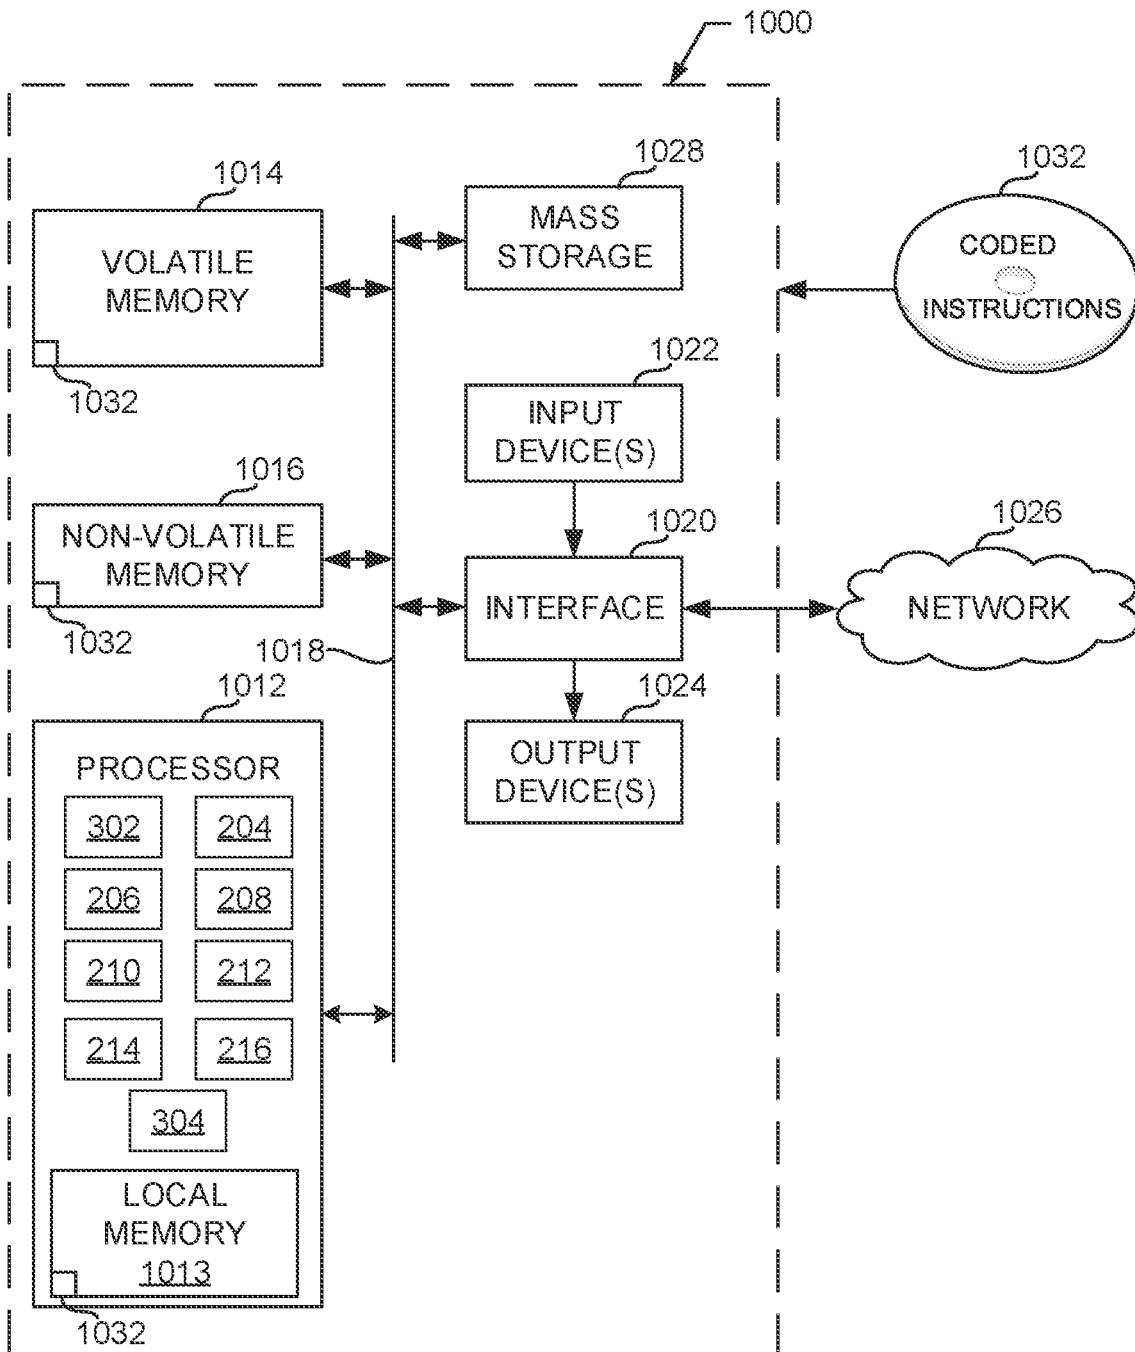 1000
1014
VOLATILE
MEMORY
1032
1028
MASS
STORAGE
1032
CODED
INSTRUCTIONS
1022
INPUT
DEVICE(S)
1016
NON-VOLATILE
MEMORY
1032
1018
1020
INTERFACE
1026
NETWORK
1024
OUTPUT
DEVICE(S)
1012
PROCESSOR
302
204
206
208
210
212
214
216
304
LOCAL
MEMORY
1013
1032